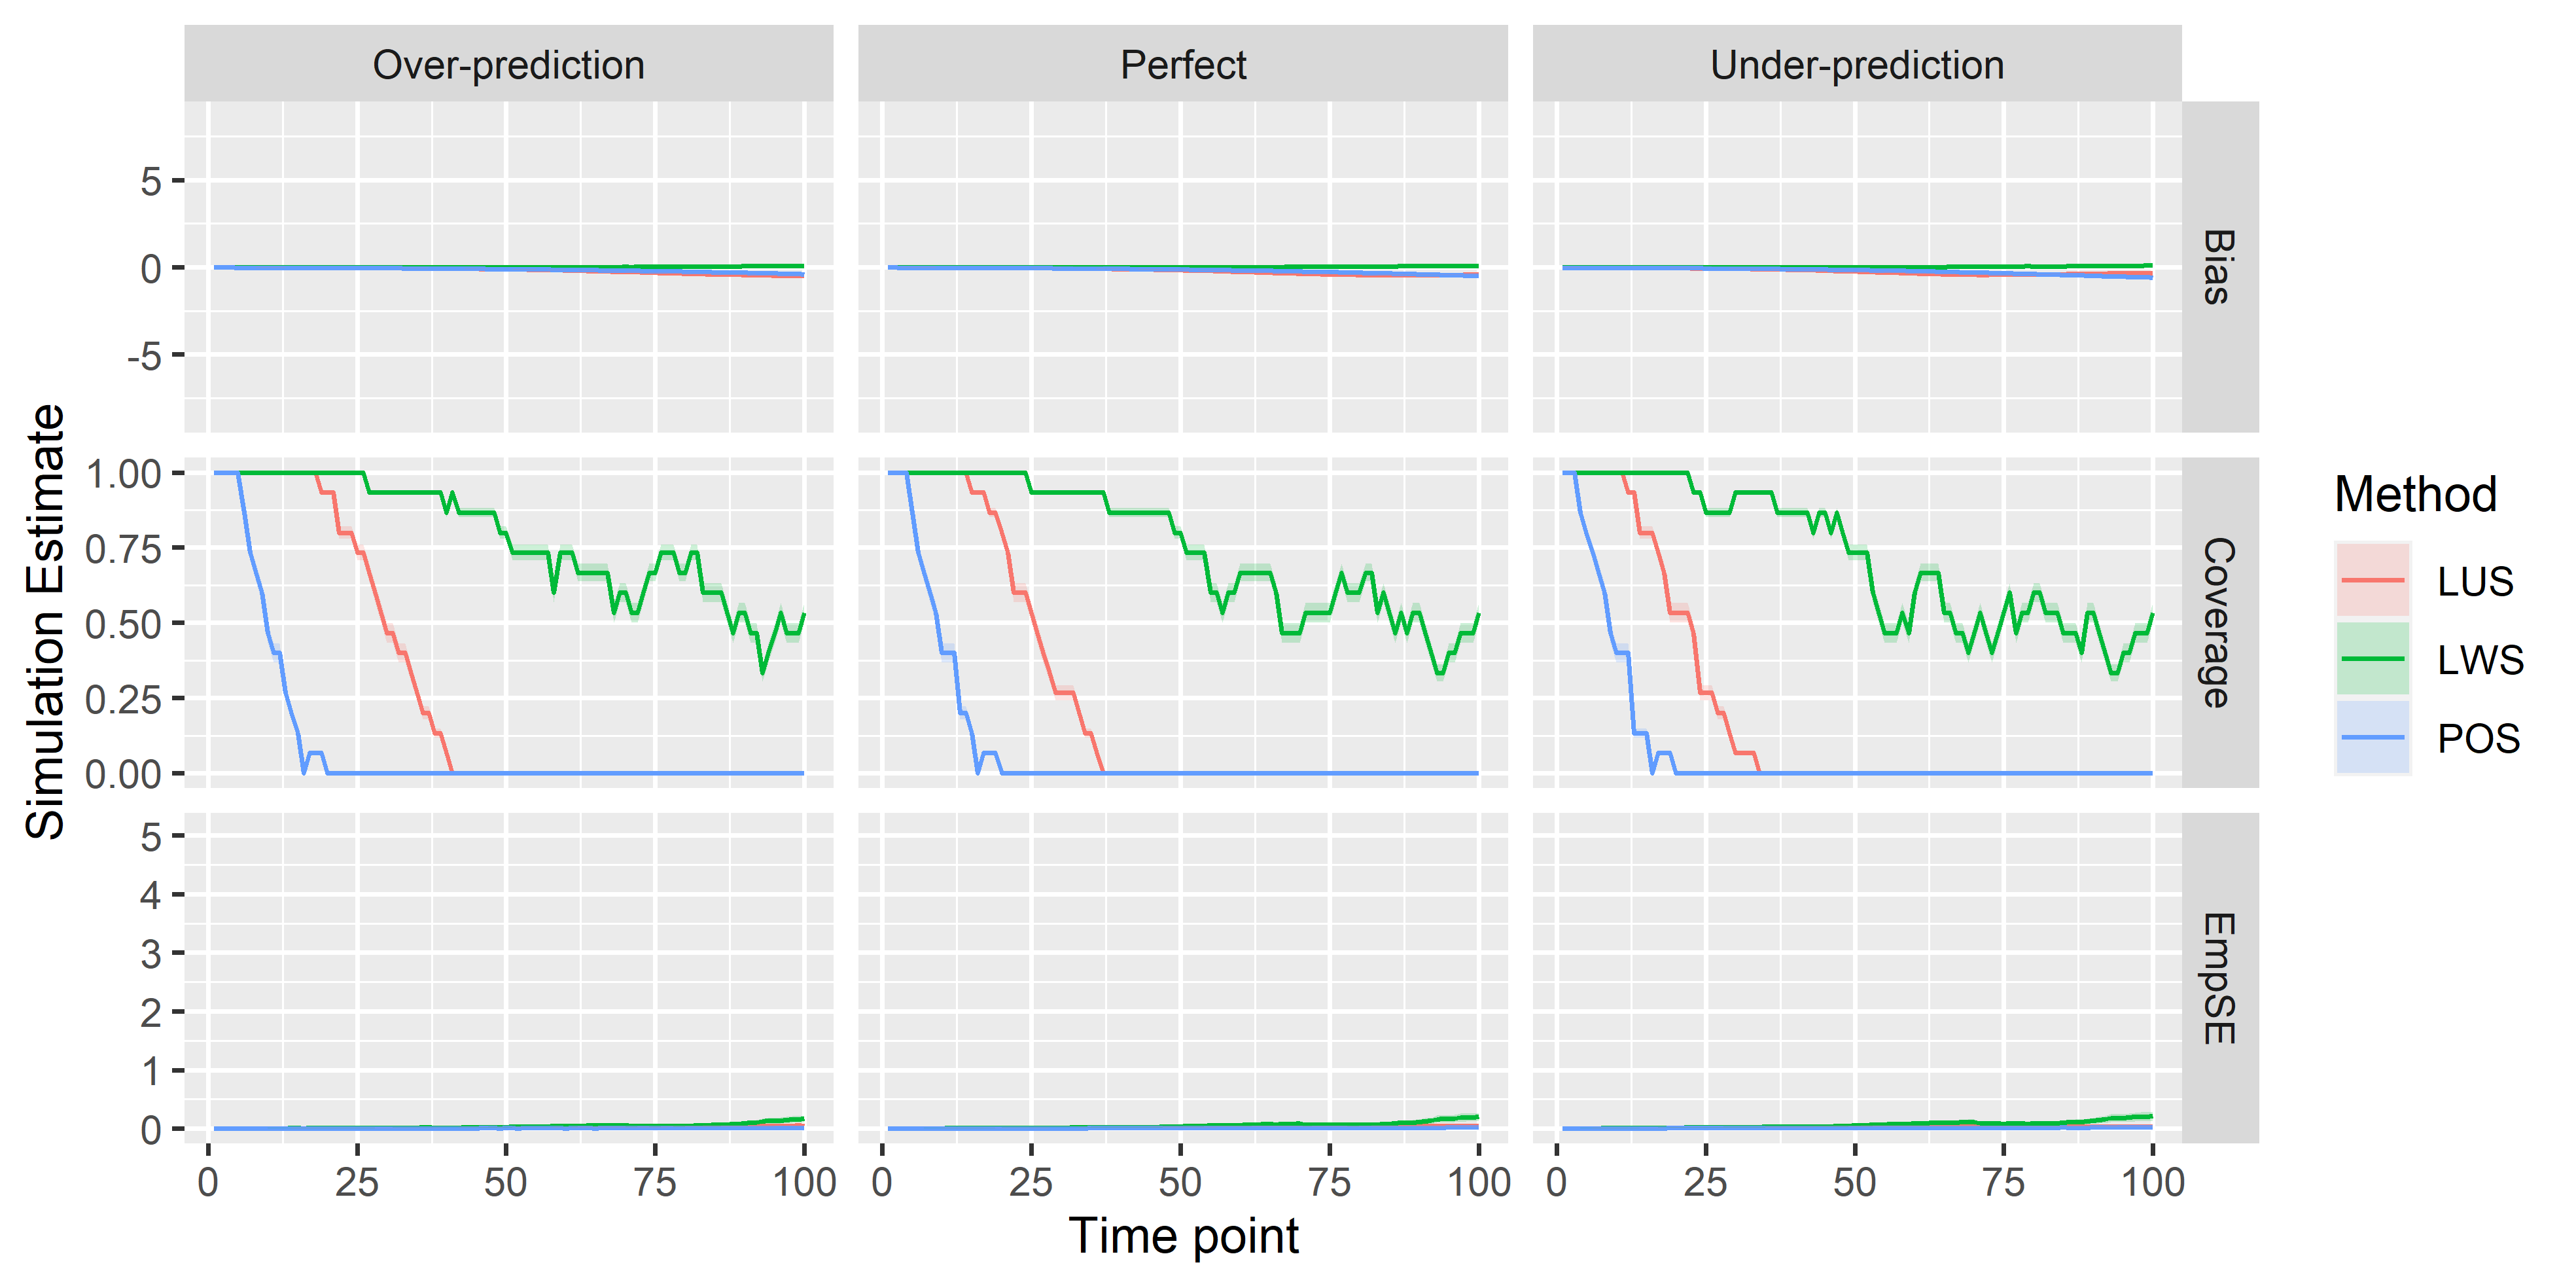 Over-prediction Perfect Under-prediction
Simulation Estimate
5
0
-5
Bias
1.00
0.75
0.50
0.25
0.00
Coverage
5
4
3
2
1
0
EmpSE
0 25 50 75 100 0 25 50 75 100 0 25 50 75 100
Time point
Method
LUS
LWS
POS